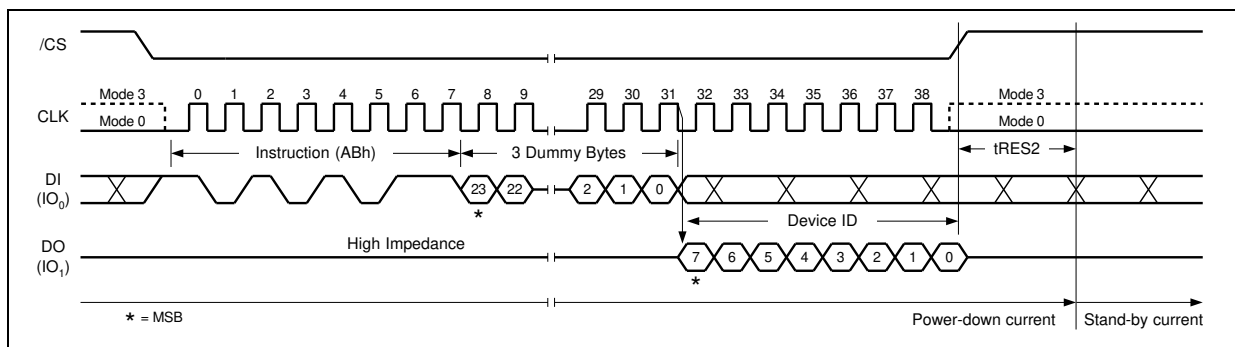 /CS
Mode 3 0 1 2 3 4 5 6 7 8 9 29 30 31 32 33 34 35 36 37 38 Mode 3
CLK Mode 0 Mode 0
Instruction (ABh) 3 Dummy Bytes tRES2
DI
(IO0) 23 22 2 1 0
* Device ID
DO High Impedance
(IO1) 7 6 5 4 3 2 1 0
*
* = MSB Power-down current Stand-by current